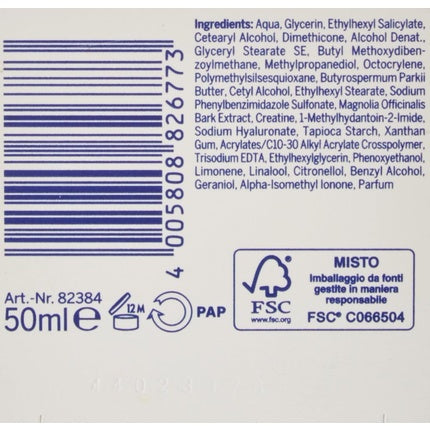 Ingredients: Aqua, Glycerin, Ethylhexyl Salicylate,
Cetearyl Alcohol, Dimethicone, Alcohol Denat.,
Glyceryl Stearate SE, Butyl Methoxydiben-
zoylmethane, Methylpropanediol, Octocrylene,
Polymethylsilsesquioxane, Butyrospermum Parkii
Butter, Cetyl Alcohol, Ethylhexyl Stearate, Sodium
Phenylbenzimidazole Sulfonate, Magnolia Officinalis
Bark Extract, Creatine, 1-Methylhydantoin-2-Imide,
Sodium Hyaluronate, Tapioca Starch, Xanthan
Gum, Acrylates/C10-30 Alkyl Acrylate Crosspolymer,
Trisodium EDTA, Ethylhexylglycerin, Phenoxyethanol,
Limonene, Linalool, Citronellol, Benzyl Alcohol,
Geraniol, Alpha-Isomethyl Ionone, Parfum
4 005808 826773
Art.-Nr. 82384
50ml e
12M
PAP
FSC
www.fsc.org
MISTO
Imballaggio da fonti
gestite in maniera
responsabile
FSC® C066504